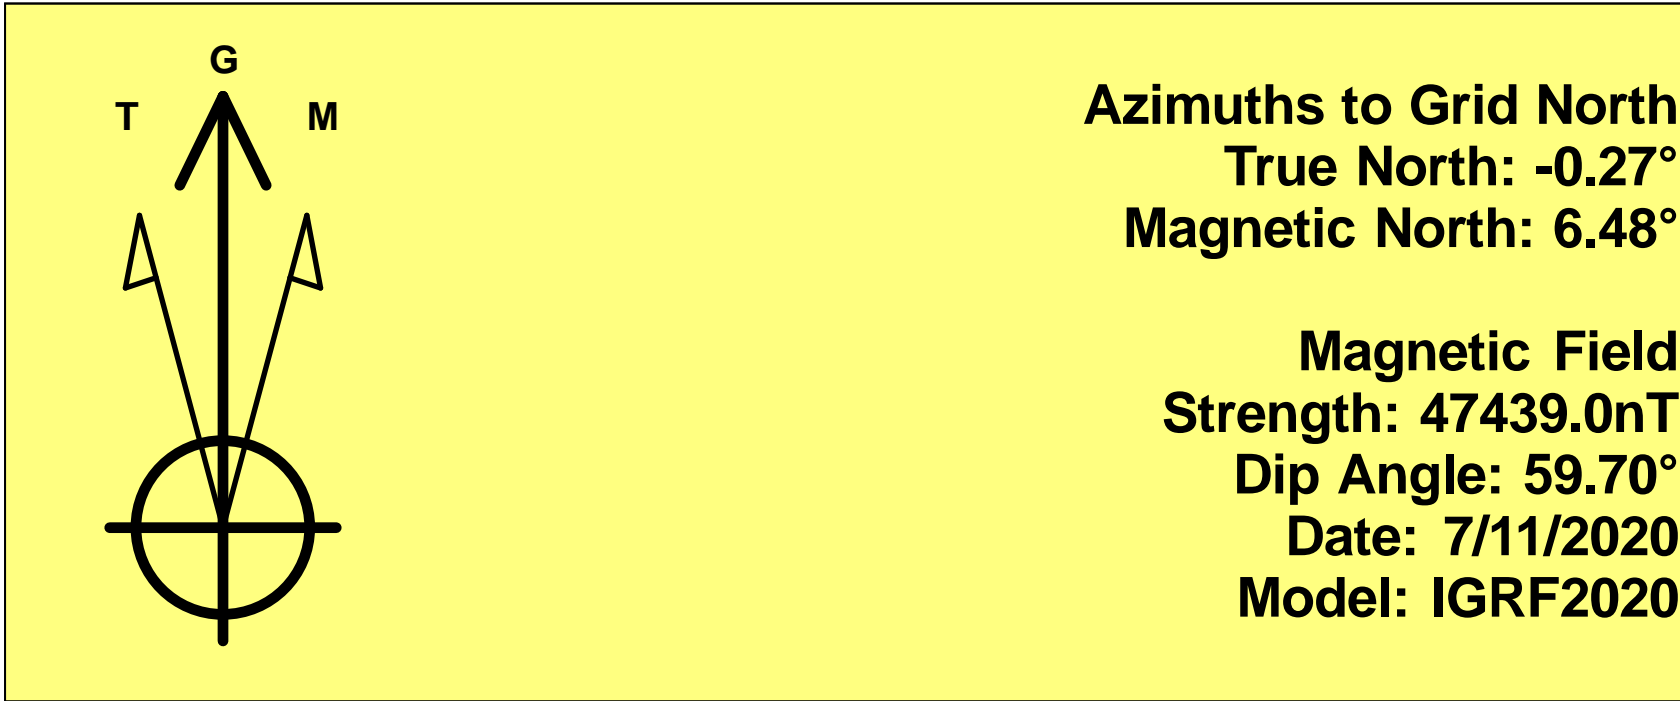 G
T
M
Azimuths to Grid North
True North: -0.27°
Magnetic North: 6.48°
Magnetic Field
Strength: 47439.0nT
Dip Angle: 59.70°
Date: 7/11/2020
Model: IGRF2020